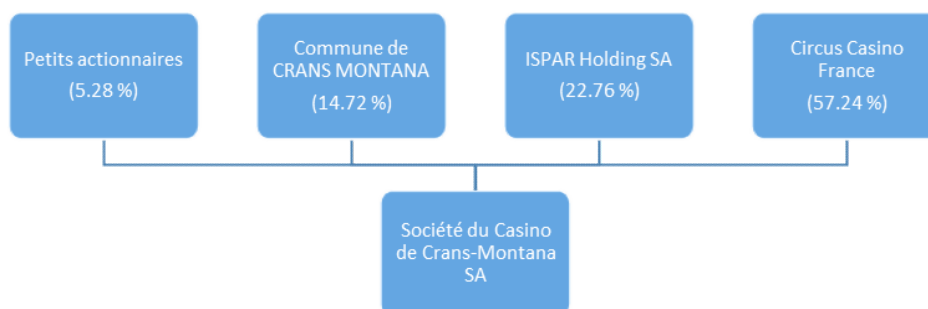 Petits actionnaires
(5.28 %)
Commune de
CRANS MONTANA
(14.72 %)
ISPAR Holding SA
(22.76 %)
Circus Casino
France
(57.24 %)
Société du Casino
de Crans-Montana
SA